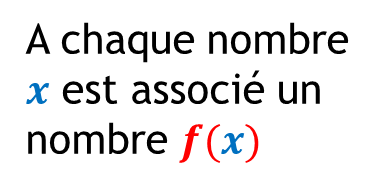 A chaque nombre
x est associé un
nombre f(x)